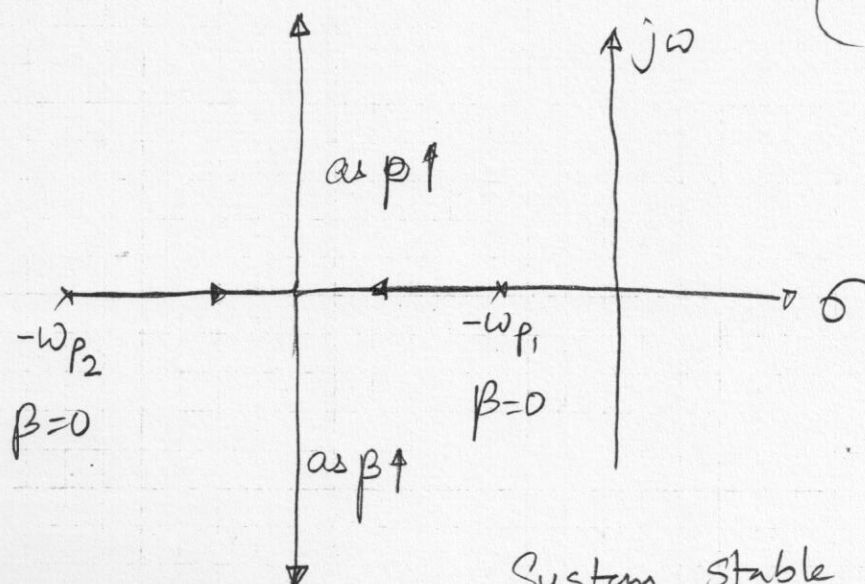 jω
as β↑
σ
-ω_p₂
-ω_p₁
β=0
β=0
as β↑
System stable